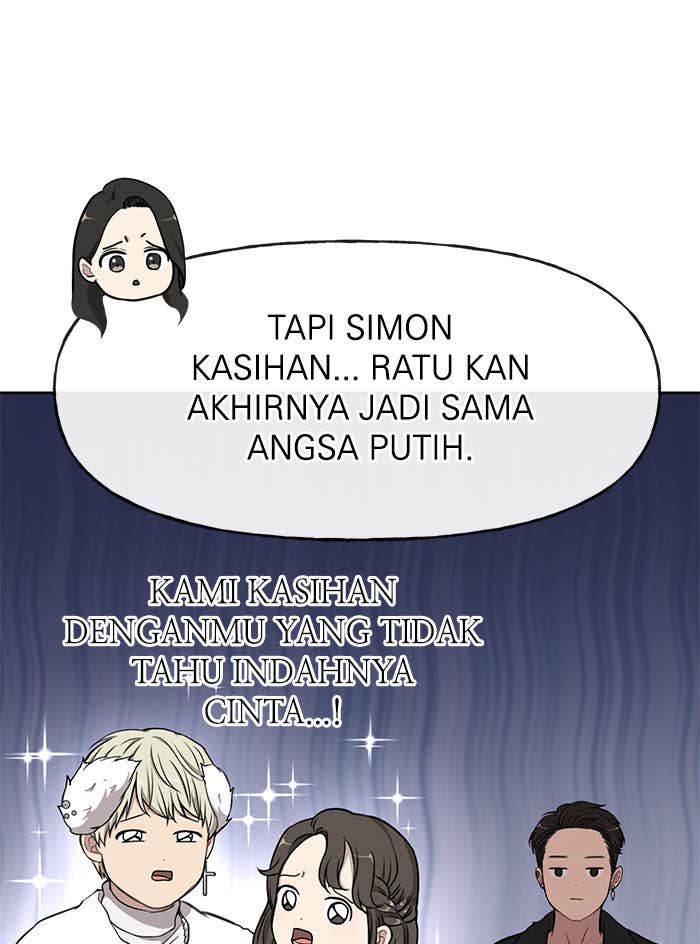 TAPI SIMON
KASIHAN... RATU KAN
AKHIRNYA JADI SAMA
ANGSA PUTIH.
KAMI KASIHAN
DENGANMU YANG TIDAK
TAHU INDAHNYA
CINTA...!